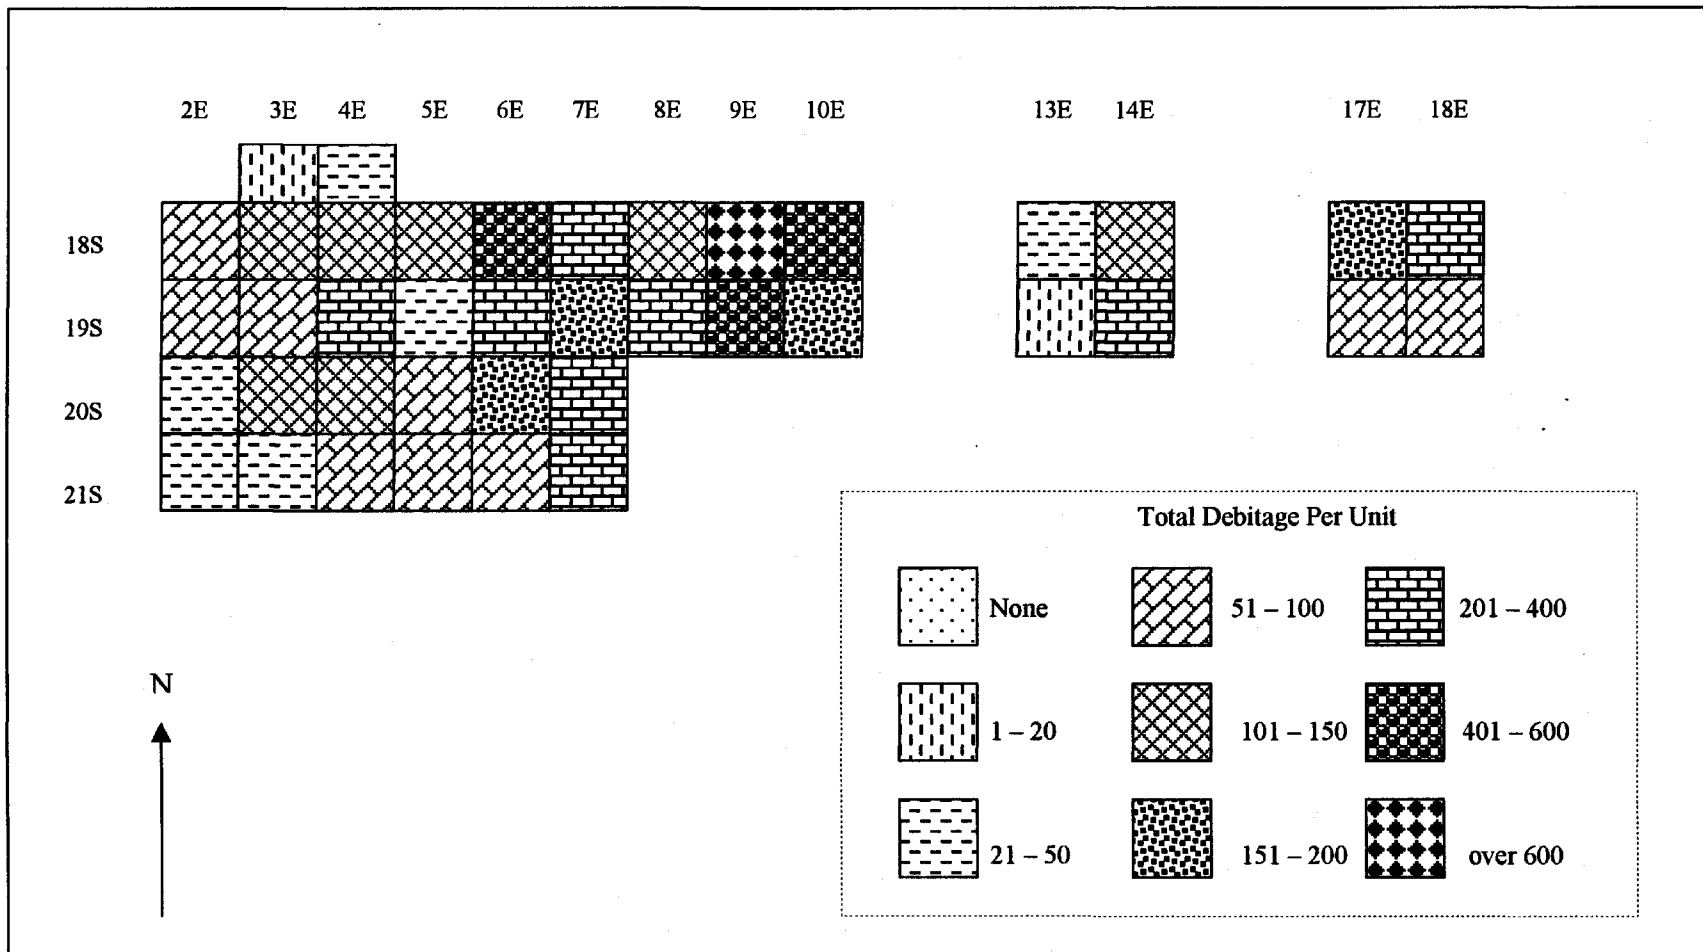 2E 3E 4E 5E 6E 7E 8E 9E 10E 13E 14E 17E 18E
18S
19S
20S
21S
Total Debitage Per Unit
None 51 – 100 201 – 400
N
1 – 20 101 – 150 401 – 600
21 – 50 151 – 200 over 600